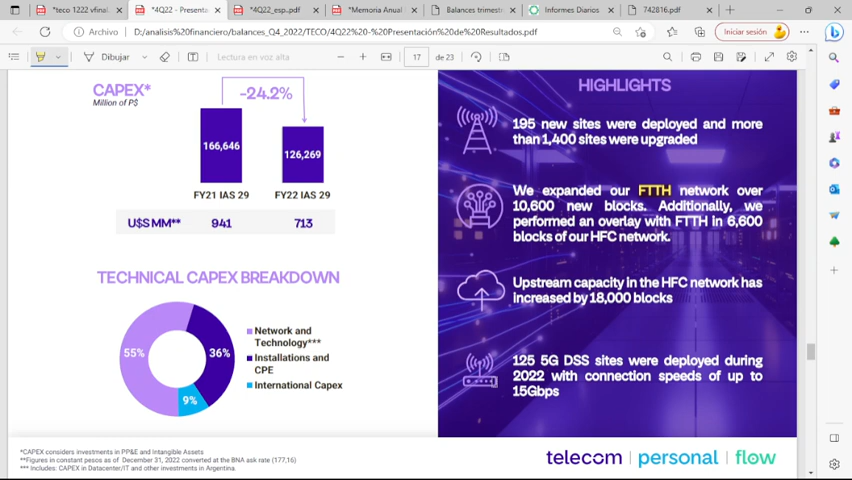 *teco 1222 vfinal
*4Q22 - Presenta
*4Q22_esp.pdf
*Memoria Anual
Balances trimestr
Informes Diarios
742816.pdf
Archivo
D:/analisis%20financiero/balances_Q4_2022/TECO/4Q22%20-%20Presentación%20de%20Resultados.pdf
Iniciar sesión
Dibujar
Lectura en voz alta
17
de 23
CAPEX*
Million of P$
-24.2%
166,646
126,269
FY21 IAS 29
FY22 IAS 29
U$S MM**
941
713
TECHNICAL CAPEX BREAKDOWN
55%
36%
9%
Network and
Technology***
Installations and
CPE
International Capex
HIGHLIGHTS
195 new sites were deployed and more
than 1,400 sites were upgraded
We expanded our FTTH network over
10,600 new blocks. Additionally, we
performed an overlay with FTTH in 6,600
blocks of our HFC network.
Upstream capacity in the HFC network has
increased by 18,000 blocks
125 5G DSS sites were deployed during
2022 with connection speeds of up to
15Gbps
*CAPEX considers investments in PP&E and Intangible Assets
**Figures in constant pesos as of December 31, 2022 converted at the BNA ask rate (177,16)
*** Includes: CAPEX in Datacenter/IT and other investments in Argentina.
telecom | personal | flow